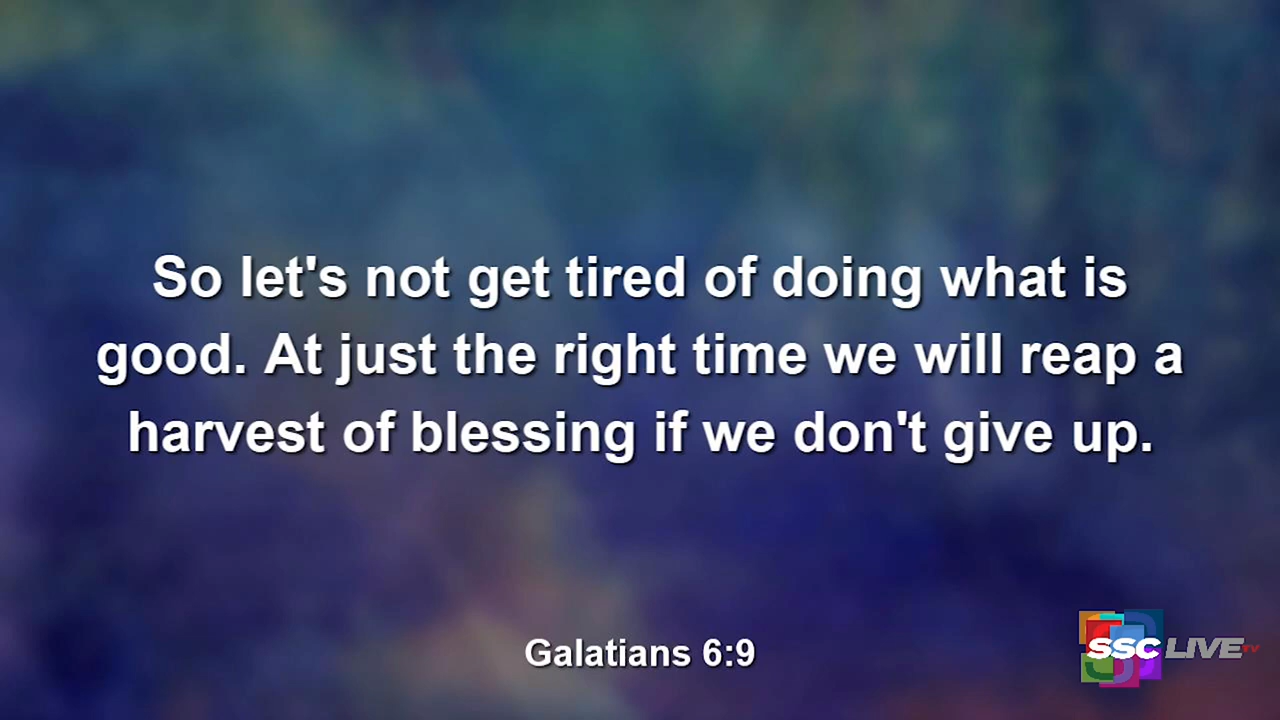 So let's not get tired of doing what is
good. At just the right time we will reap a
harvest of blessing if we don't give up.
Galatians 6:9
SSC LIVE TV